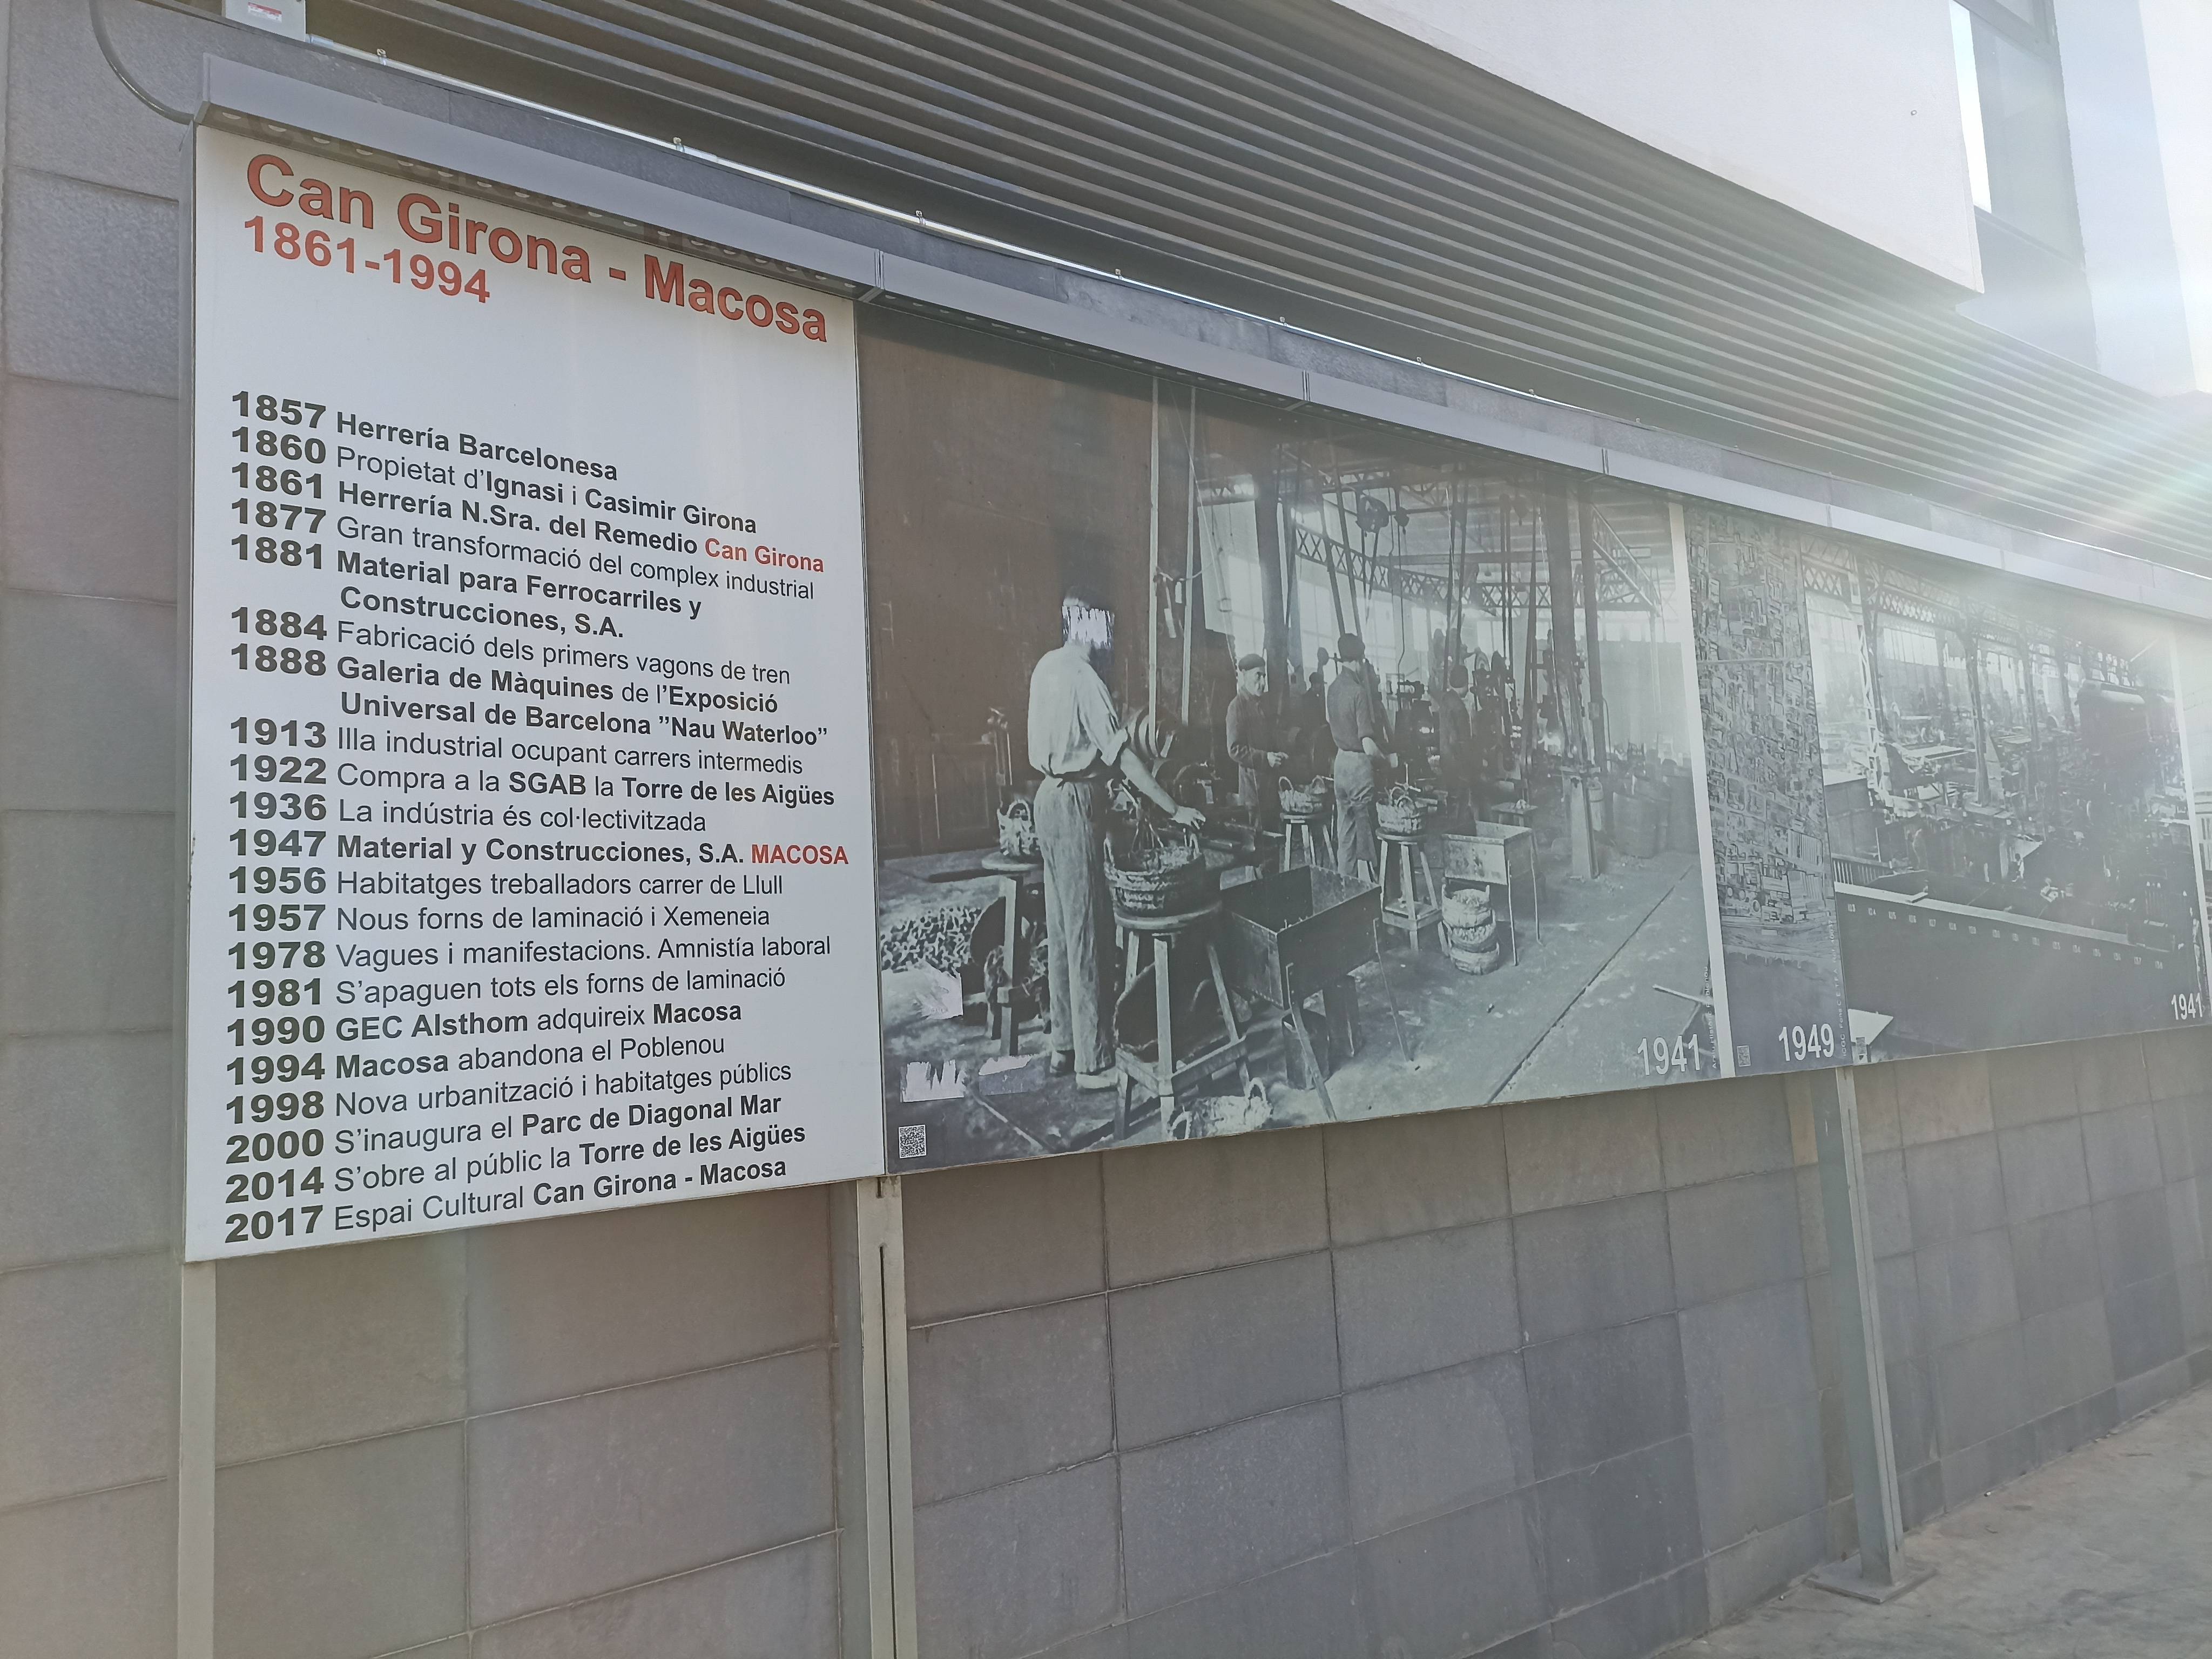 Can Girona - Macosa
1861-1994
1857 Herrería Barcelonesa
1860 Propietat d'Ignasi i Casimir Girona
1861 Herrería N.Sra. del Remedio Can Girona
1877 Gran transformació del complex industrial
1881 Material para Ferrocarriles y
Construcciones, S.A.
1884 Fabricació dels primers vagons de tren
1888 Galeria de Màquines de l'Exposició
Universal de Barcelona "Nau Waterloo"
1913 Illa industrial ocupant carrers intermedis
1922 Compra a la SGAB la Torre de les Aigües
1936 La indústria és col·lectivitzada
1947 Material y Construcciones, S.A. MACOSA
1956 Habitatges treballadors carrer de Llull
1957 Nous forns de laminació i Xemeneia
1978 Vagues i manifestacions. Amnistía laboral
1981 S'apaguen tots els forns de laminació
1990 GEC Alsthom adquireix Macosa
1994 Macosa abandona el Poblenou
1998 Nova urbanització i habitatges públics
2000 S'inaugura el Parc de Diagonal Mar
2014 S'obre al públic la Torre de les Aigües
2017 Espai Cultural Can Girona - Macosa
1941
1949
1941